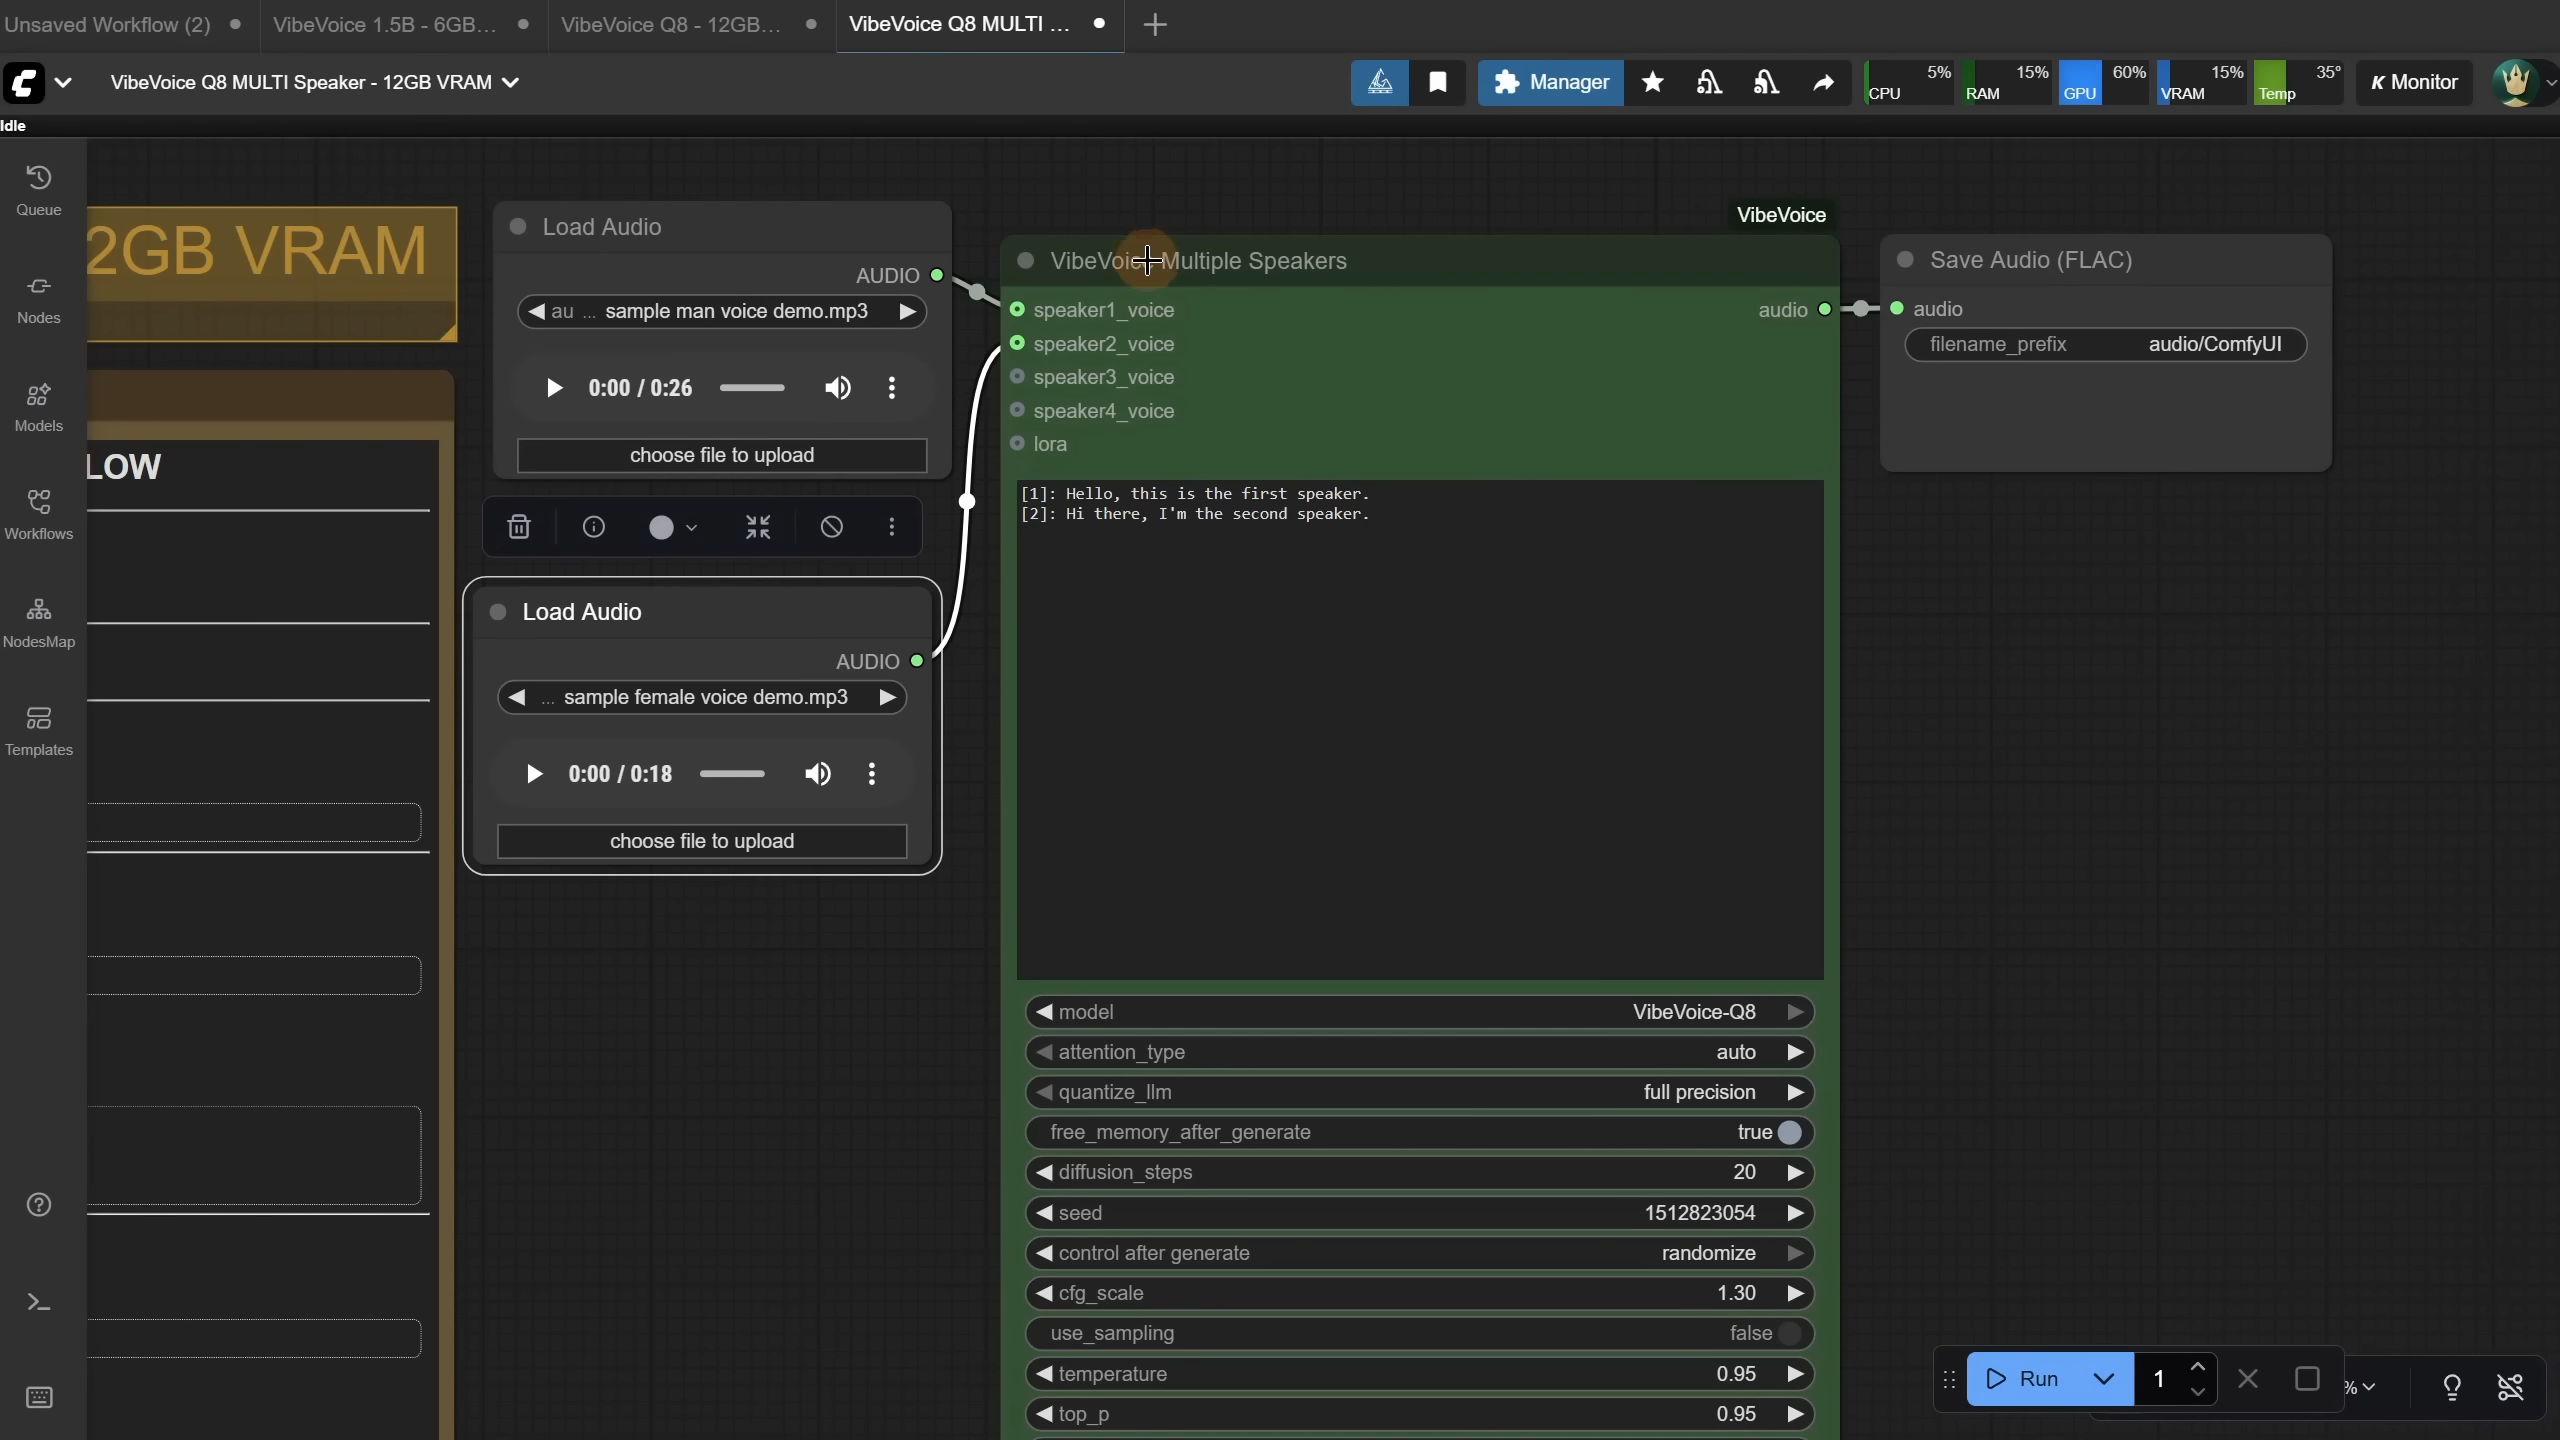 Unsaved Workflow (2)
VibeVoice 1.5B - 6GB...
VibeVoice Q8 - 12GB...
VibeVoice Q8 MULTI ...
VibeVoice Q8 MULTI Speaker - 12GB VRAM
Manager
CPU 5%
RAM 15%
GPU 60%
VRAM 15%
Temp 35°
K Monitor
Idle
Queue
Nodes
Models
Workflows
NodesMap
Templates
2GB VRAM
LOW
Load Audio
AUDIO
au ... sample man voice demo.mp3
0:00 / 0:26
choose file to upload
Load Audio
AUDIO
... sample female voice demo.mp3
0:00 / 0:18
choose file to upload
VibeVoice
VibeVoice Multiple Speakers
speaker1_voice
audio
speaker2_voice
speaker3_voice
speaker4_voice
lora
[1]: Hello, this is the first speaker.
[2]: Hi there, I'm the second speaker.
model VibeVoice-Q8
attention_type auto
quantize_llm full precision
free_memory_after_generate true
diffusion_steps 20
seed 1512823054
control after generate randomize
cfg_scale 1.30
use_sampling false
temperature 0.95
top_p 0.95
Save Audio (FLAC)
audio
filename_prefix audio/ComfyUI
Run
1
%